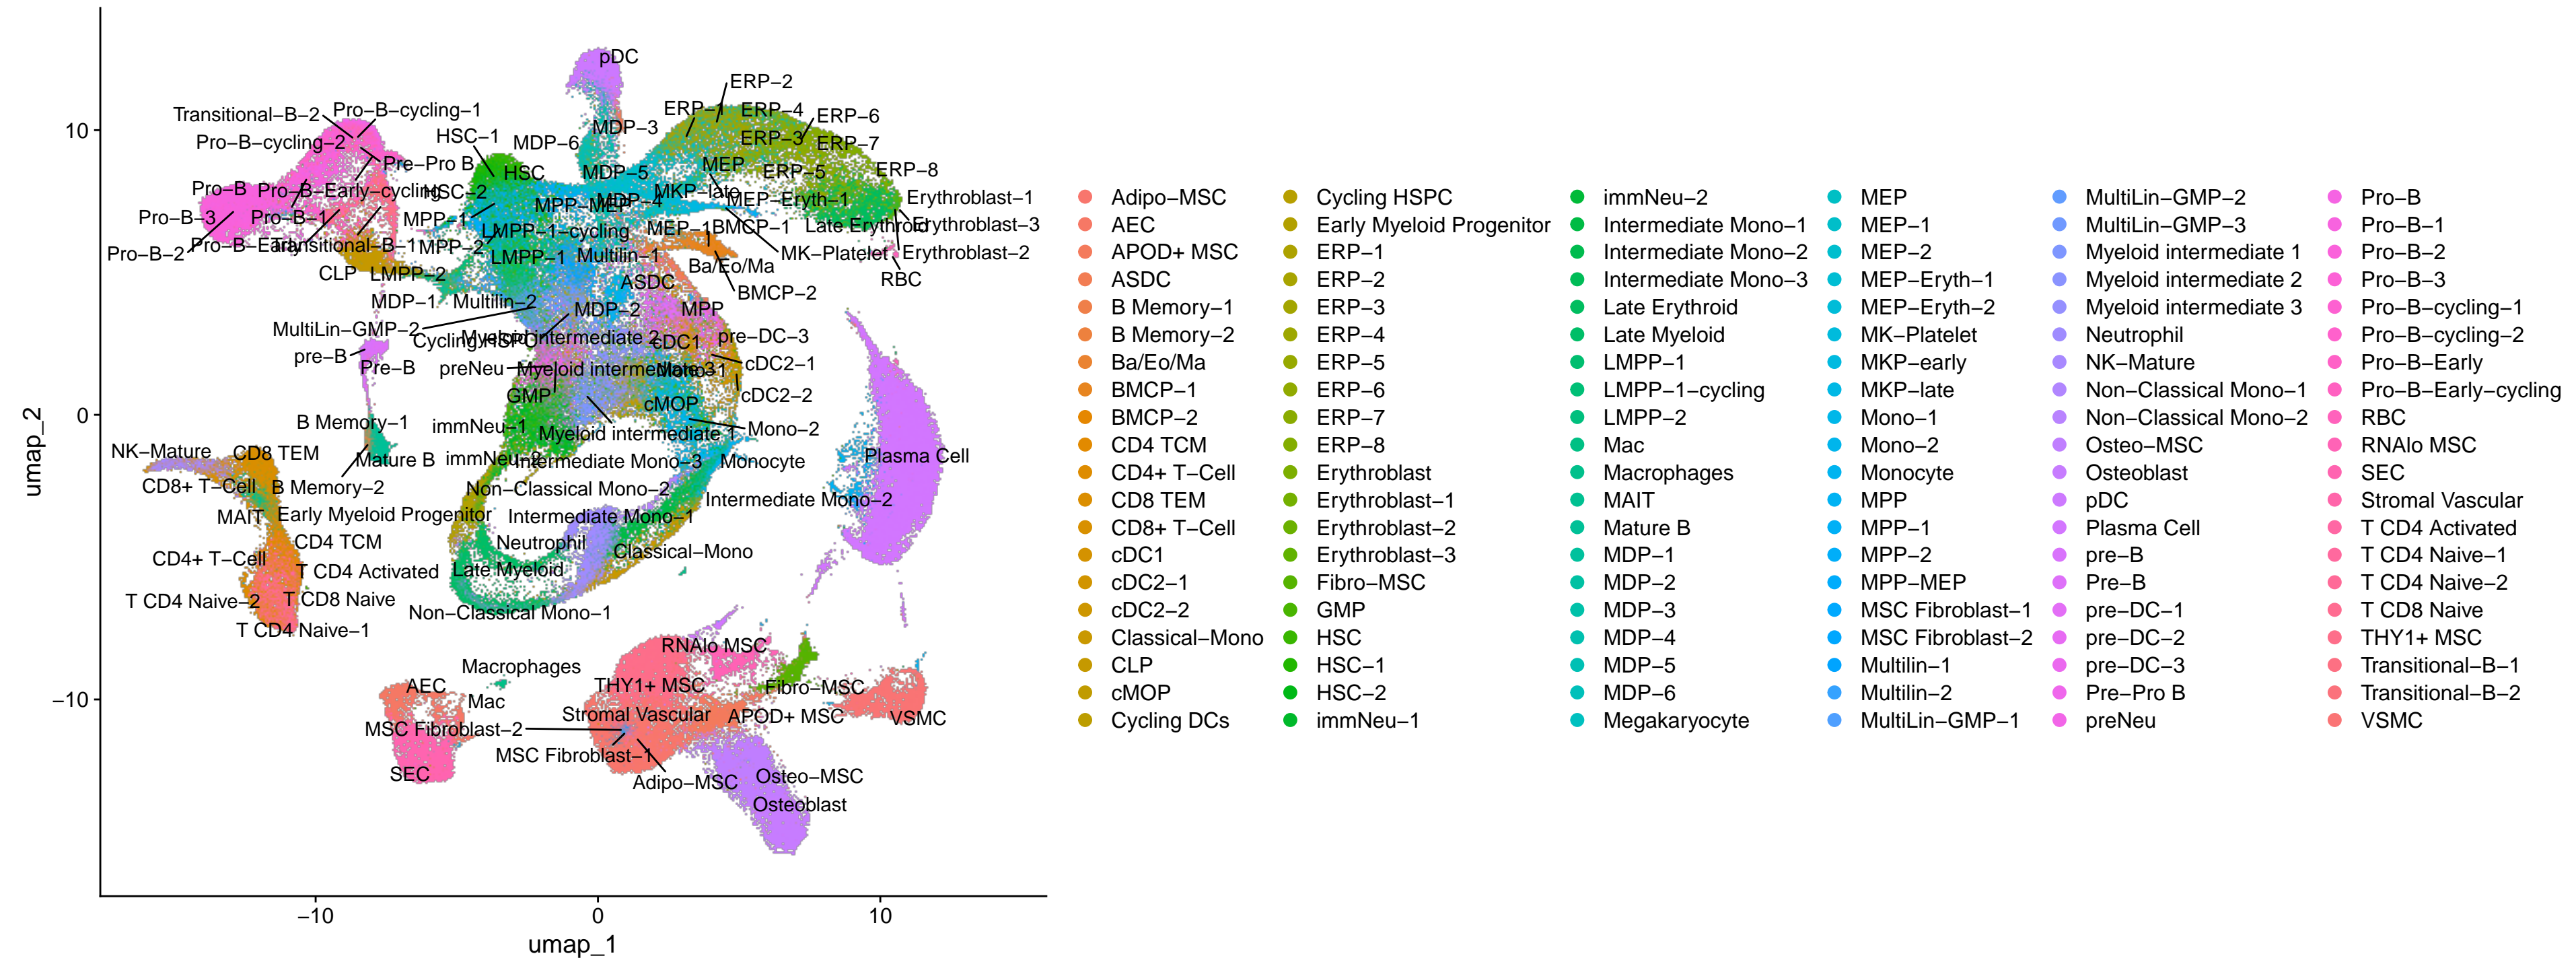 pDC
ERP−2
Transitional−B−2
Pro−B−cycling−1
ERP−1
ERP−4
ERP−6
10
HSC−1
MDP−3
Pro−B−cycling−2
MDP−6
ERP−3
ERP−7
Pre−Pro B
HSC
MDP−5
MEP
ERP−5
ERP−8
Pro−B
Pro−B−Early−cycling
HSC−2
MKP−late
MEP−Eryth−1
Erythroblast−1
MPP−MEP
MDP−4
Pro−B−3
Pro−B−1
MPP−1
LMPP−1−cycling
MEP−1
BMCP−1
Late Erythroid
Erythroblast−3
Pro−B−2
Pro−B−Early
Transitional−B−1
MPP−2
LMPP−1
Multilin−1
MK−Platelet
Erythroblast−2
CLP
LMPP−2
Ba/Eo/Ma
RBC
ASDC
BMCP−2
MDP−1
Multilin−2
MDP−2
MPP
MultiLin−GMP−2
Cycling HSPC
Myeloid intermediate 2
cDC1
pre−DC−3
pre−B
Pre−B
preNeu
Myeloid intermediate 3
Mono−1
cDC2−1
GMP
cMOP
cDC2−2
0
B Memory−1
immNeu−1
Myeloid intermediate 1
Mono−2
NK−Mature
CD8 TEM
Mature B
immNeu−2
Intermediate Mono−3
Monocyte
Plasma Cell
CD8+ T−Cell
B Memory−2
Non−Classical Mono−2
Intermediate Mono−2
MAIT
Early Myeloid Progenitor
Intermediate Mono−1
CD4 TCM
Neutrophil
Classical−Mono
CD4+ T−Cell
T CD4 Activated
Late Myeloid
T CD4 Naive−2
T CD8 Naive
Non−Classical Mono−1
T CD4 Naive−1
RNAlo MSC
Macrophages
AEC
THY1+ MSC
Fibro−MSC
−10
Mac
Stromal Vascular
APOD+ MSC
VSMC
MSC Fibroblast−2
MSC Fibroblast−1
SEC
Adipo−MSC
Osteo−MSC
Osteoblast
−10
0
10
umap_1
umap_2
Adipo−MSC
AEC
APOD+ MSC
ASDC
B Memory−1
B Memory−2
Ba/Eo/Ma
BMCP−1
BMCP−2
CD4 TCM
CD4+ T−Cell
CD8 TEM
CD8+ T−Cell
cDC1
cDC2−1
cDC2−2
Classical−Mono
CLP
cMOP
Cycling DCs
Cycling HSPC
Early Myeloid Progenitor
ERP−1
ERP−2
ERP−3
ERP−4
ERP−5
ERP−6
ERP−7
ERP−8
Erythroblast
Erythroblast−1
Erythroblast−2
Erythroblast−3
Fibro−MSC
GMP
HSC
HSC−1
HSC−2
immNeu−1
immNeu−2
Intermediate Mono−1
Intermediate Mono−2
Intermediate Mono−3
Late Erythroid
Late Myeloid
LMPP−1
LMPP−1−cycling
LMPP−2
Mac
Macrophages
MAIT
Mature B
MDP−1
MDP−2
MDP−3
MDP−4
MDP−5
MDP−6
Megakaryocyte
MEP
MEP−1
MEP−2
MEP−Eryth−1
MEP−Eryth−2
MK−Platelet
MKP−early
MKP−late
Mono−1
Mono−2
Monocyte
MPP
MPP−1
MPP−2
MPP−MEP
MSC Fibroblast−1
MSC Fibroblast−2
Multilin−1
Multilin−2
MultiLin−GMP−1
MultiLin−GMP−2
MultiLin−GMP−3
Myeloid intermediate 1
Myeloid intermediate 2
Myeloid intermediate 3
Neutrophil
NK−Mature
Non−Classical Mono−1
Non−Classical Mono−2
Osteo−MSC
Osteoblast
pDC
Plasma Cell
pre−B
Pre−B
pre−DC−1
pre−DC−2
pre−DC−3
Pre−Pro B
preNeu
Pro−B
Pro−B−1
Pro−B−2
Pro−B−3
Pro−B−cycling−1
Pro−B−cycling−2
Pro−B−Early
Pro−B−Early−cycling
RBC
RNAlo MSC
SEC
Stromal Vascular
T CD4 Activated
T CD4 Naive−1
T CD4 Naive−2
T CD8 Naive
THY1+ MSC
Transitional−B−1
Transitional−B−2
VSMC